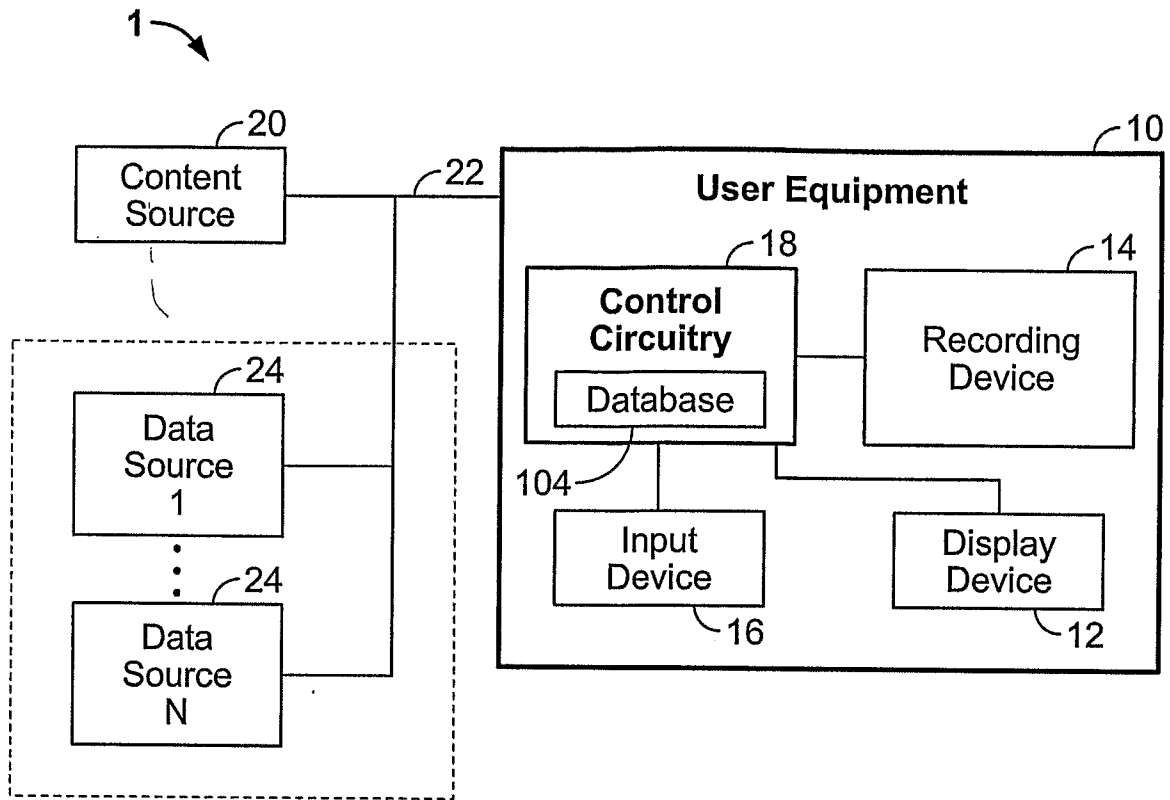 1
20
Content
Source
22
10
User Equipment
18
Control
Circuitry
Database
104
14
Recording
Device
24
Data
Source
1
24
Data
Source
N
Input
Device
16
Display
Device
12